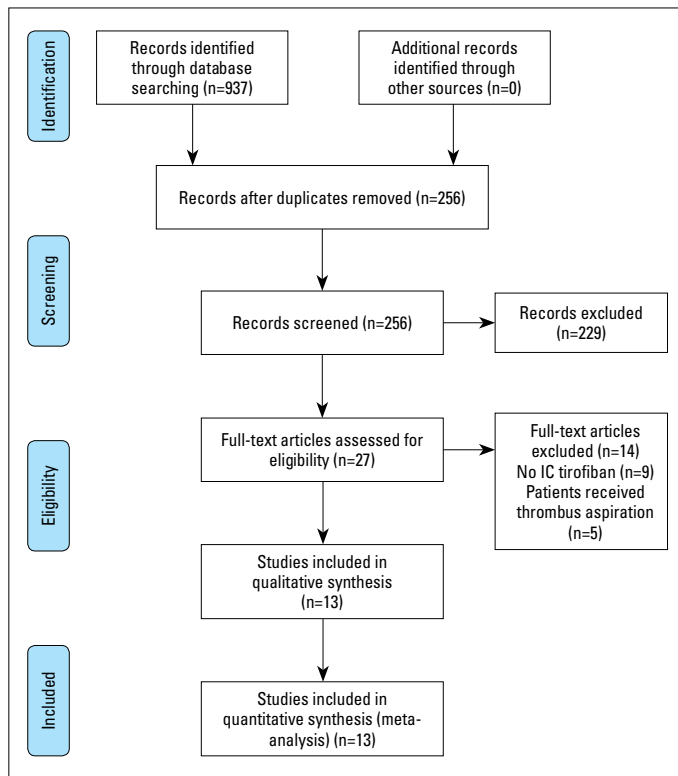 Identification
Records identified
through database
searching (n=937)
Additional records
identified through
other sources (n=0)
Records after duplicates removed (n=256)
Screening
Records screened (n=256)
Records excluded
(n=229)
Eligibility
Full-text articles assessed for
eligibility (n=27)
Full-text articles
excluded (n=14)
No IC tirofiban (n=9)
Patients received
thrombus aspiration
(n=5)
Studies included in
qualitative synthesis
(n=13)
Included
Studies included in
quantitative synthesis (meta-
analysis) (n=13)